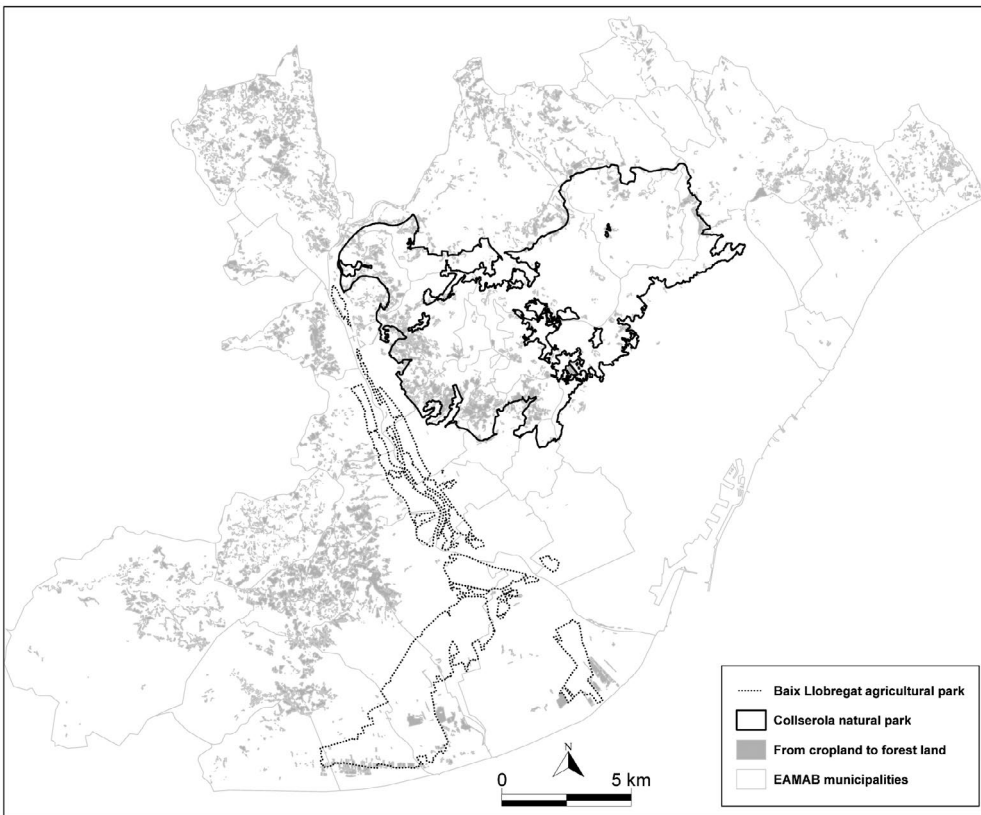 N
0
5 km
Baix Llobregat agricultural park
Collserola natural park
From cropland to forest land
EAMAB municipalities